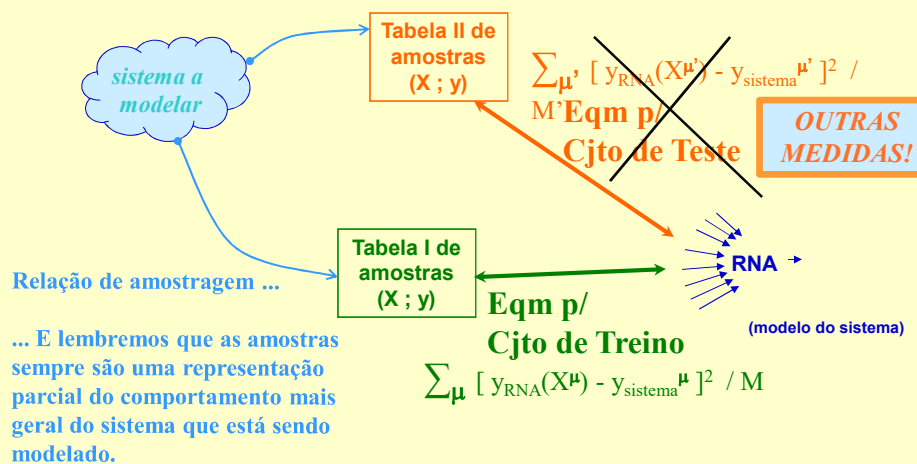 sistema a
modelar
Tabela II de
amostras
(X ; y)
∑μ’ [ yRNA(Xμ’) - ysistema μ’ ]2 /
M’
Eqm p/
Cjto de Teste
OUTRAS
MEDIDAS!
Tabela I de
amostras
(X ; y)
RNA
(modelo do sistema)
Eqm p/
Cjto de Treino
∑μ [ yRNA(Xμ) - ysistema μ ]2 / M
Relação de amostragem ...
... E lembremos que as amostras
sempre são uma representação
parcial do comportamento mais
geral do sistema que está sendo
modelado.